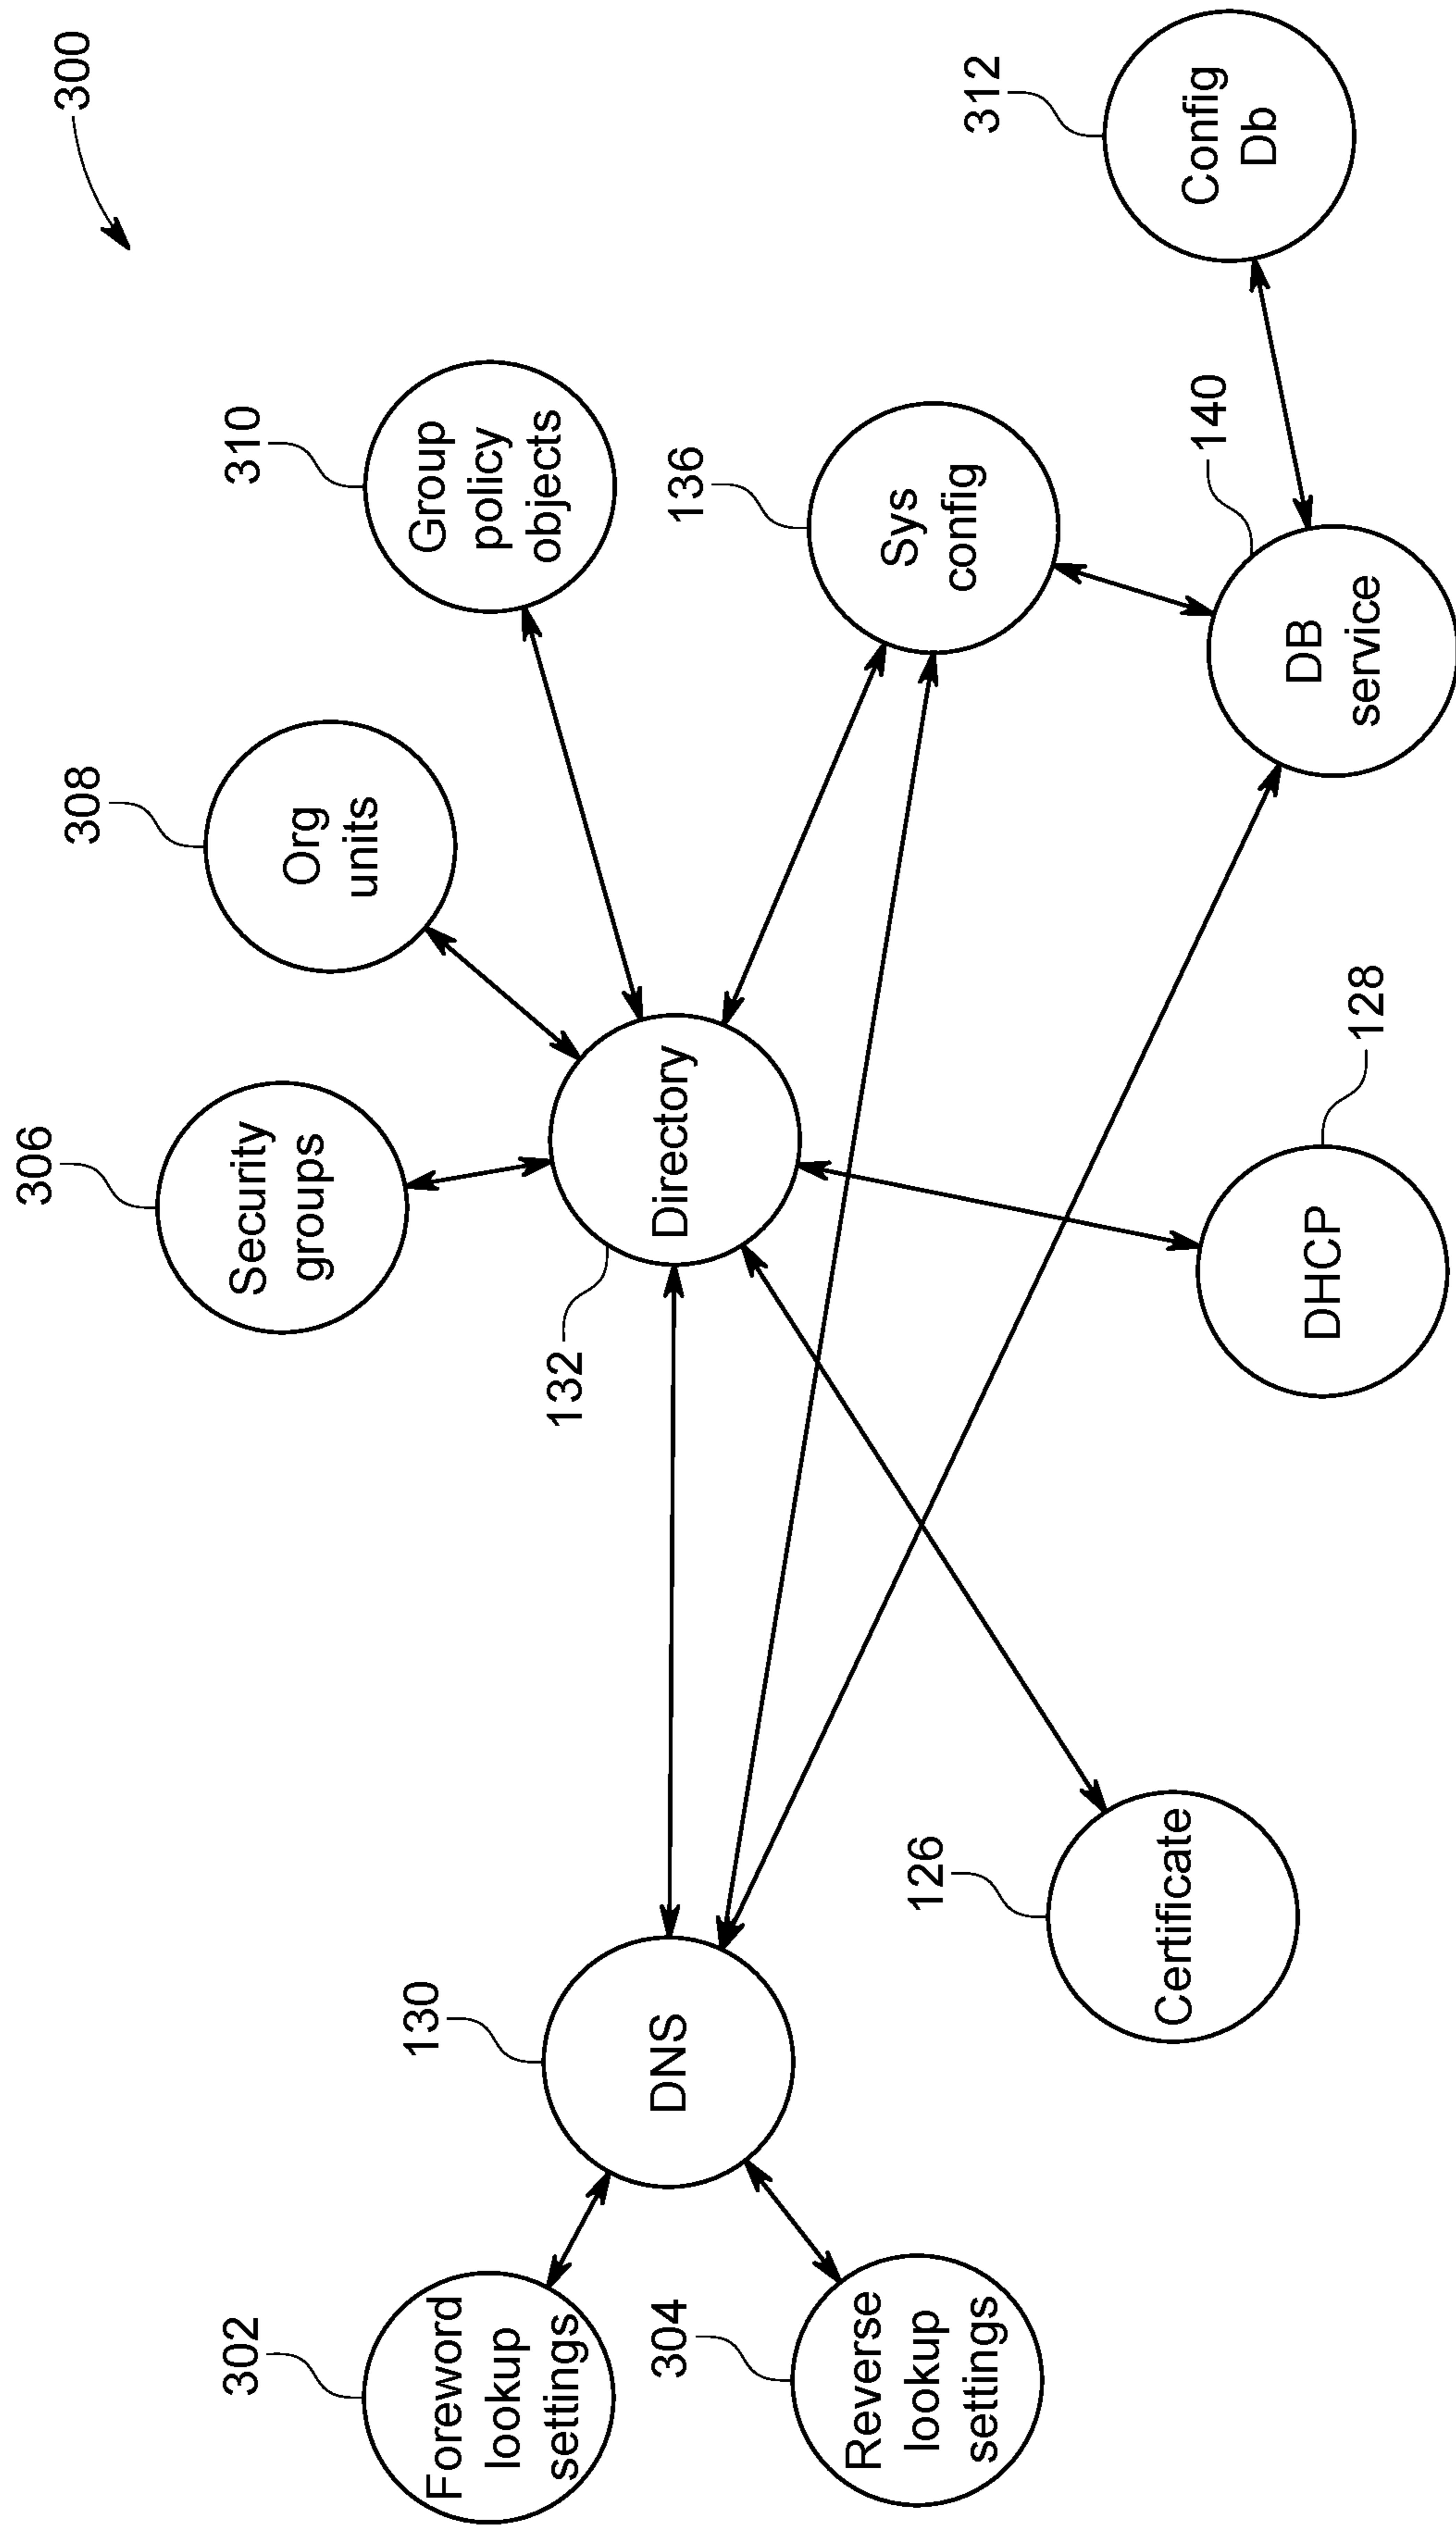 300
306
Security
groups
308
Org
units
310
Group
policy
objects
302
Foreword
lookup
settings
130
DNS
132
Directory
136
Sys
config
312
Config
Db
304
Reverse
lookup
settings
126
Certificate
128
DHCP
140
DB
service